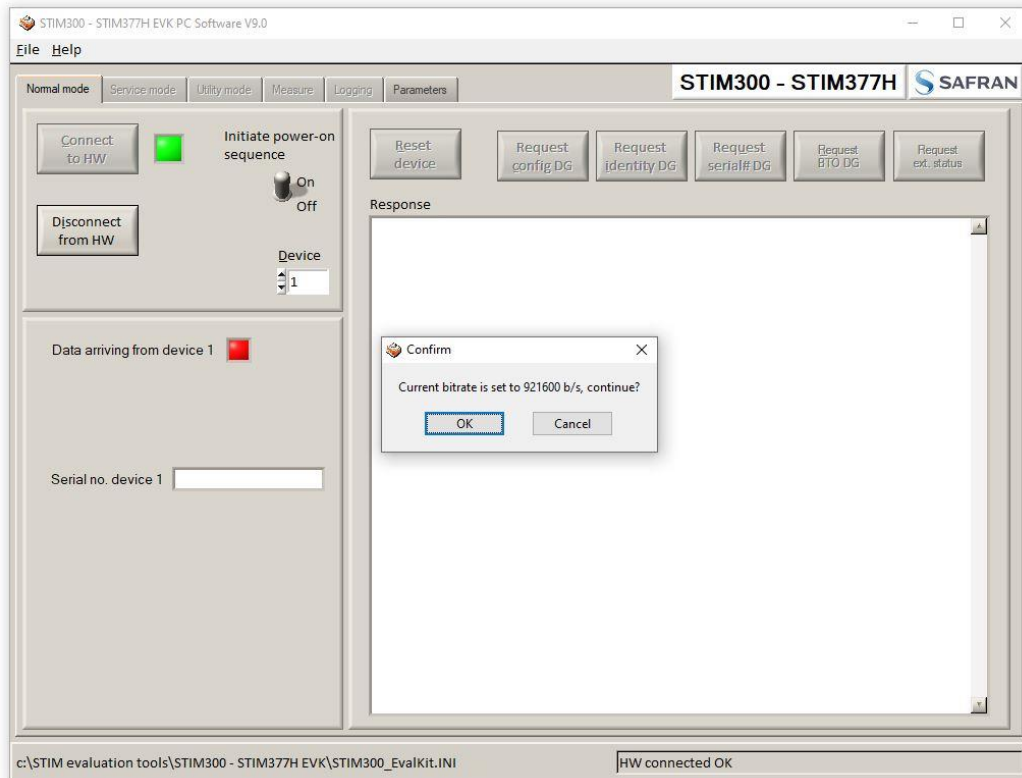 STIM300 - STIM377H EVK PC Software V9.0
File Help
Normal mode
Service mode
Utility mode
Measure
Logging
Parameters
STIM300 - STIM377H
SAFRAN
Connect
to HW
Initiate power-on
sequence
On
Off
Disconnect
from HW
Device
1
Reset
device
Request
config DG
Request
identity DG
Request
serial# DG
Request
BTO DG
Request
ext. status
Response
Data arriving from device 1
Serial no. device 1
Confirm
Current bitrate is set to 921600 b/s, continue?
OK
Cancel
c:\STIM evaluation tools\STIM300 - STIM377H EVK\STIM300_EvalKit.INI
HW connected OK